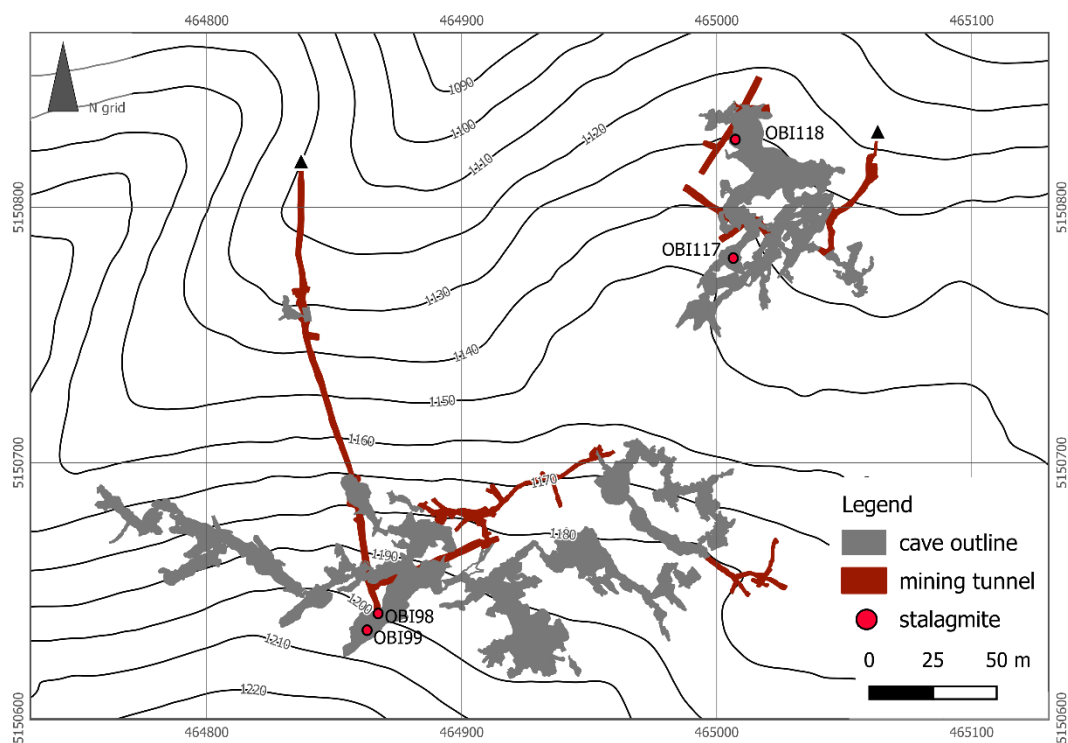 464800 464900 465000 465100
N grid
1090
1100
1110
1120
OBI118
5150800 5150800
OBI117
1130
1140
1150
1160
5150700 5150700
1170
Legend
1180
cave outline
1190
mining tunnel
1200
OBI98
stalagmite
OBI99
1210
0 25 50 m
1220
5150600 5150600
464800 464900 465000 465100